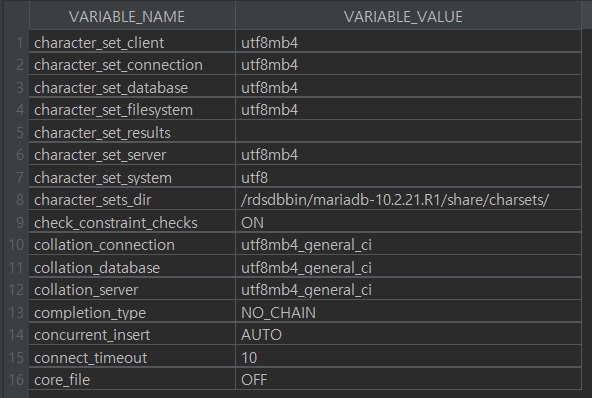 VARIABLE_NAME VARIABLE_VALUE
1 character_set_client utf8mb4
2 character_set_connection utf8mb4
3 character_set_database utf8mb4
4 character_set_filesystem utf8mb4
5 character_set_results
6 character_set_server utf8mb4
7 character_set_system utf8
8 character_sets_dir /rdsdbbin/mariadb-10.2.21.R1/share/charsets/
9 check_constraint_checks ON
10 collation_connection utf8mb4_general_ci
11 collation_database utf8mb4_general_ci
12 collation_server utf8mb4_general_ci
13 completion_type NO_CHAIN
14 concurrent_insert AUTO
15 connect_timeout 10
16 core_file OFF